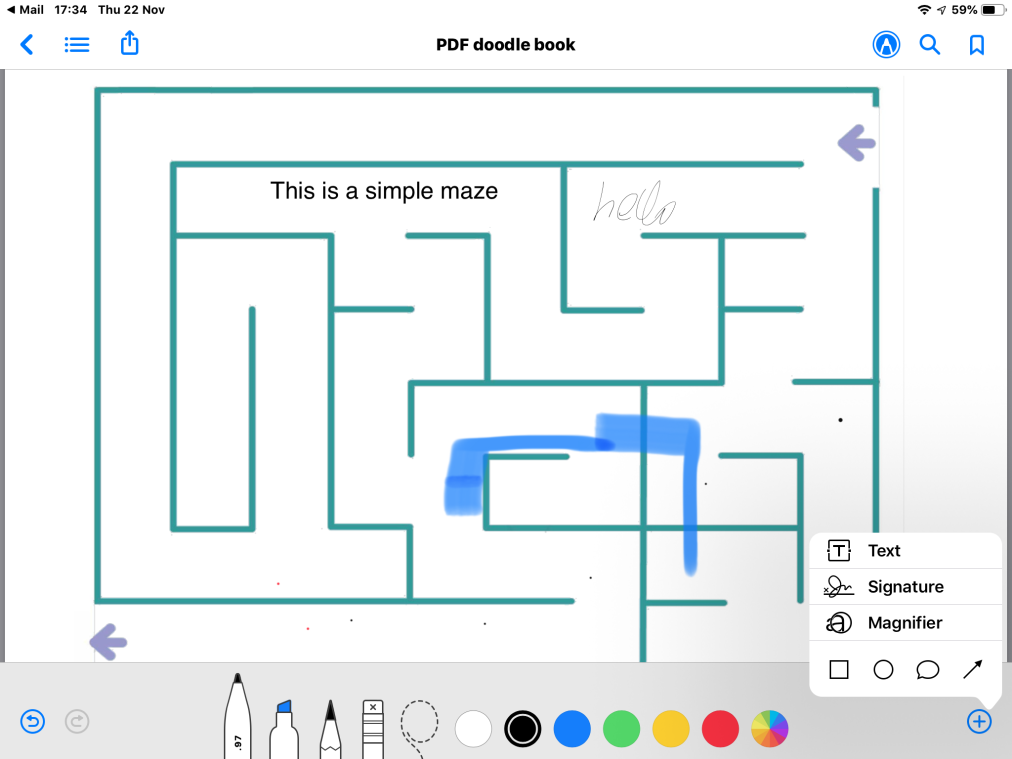 Mail 17:34 Thu 22 Nov 59%
PDF doodle book
This is a simple maze
hello
Text
Signature
Magnifier
.97